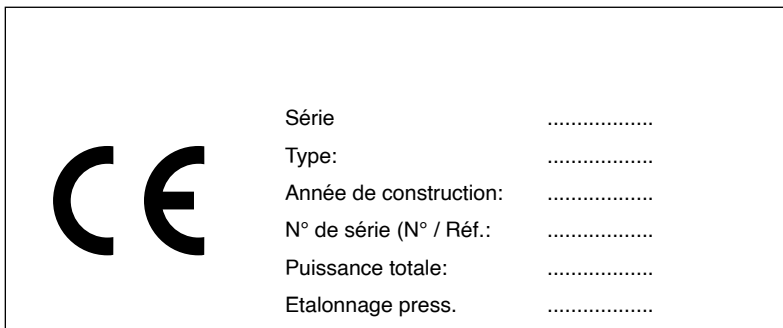 CE
Série ..................
Type: ..................
Année de construction: ..................
N° de série (N° / Réf.: ..................
Puissance totale: ..................
Etalonnage press. ..................